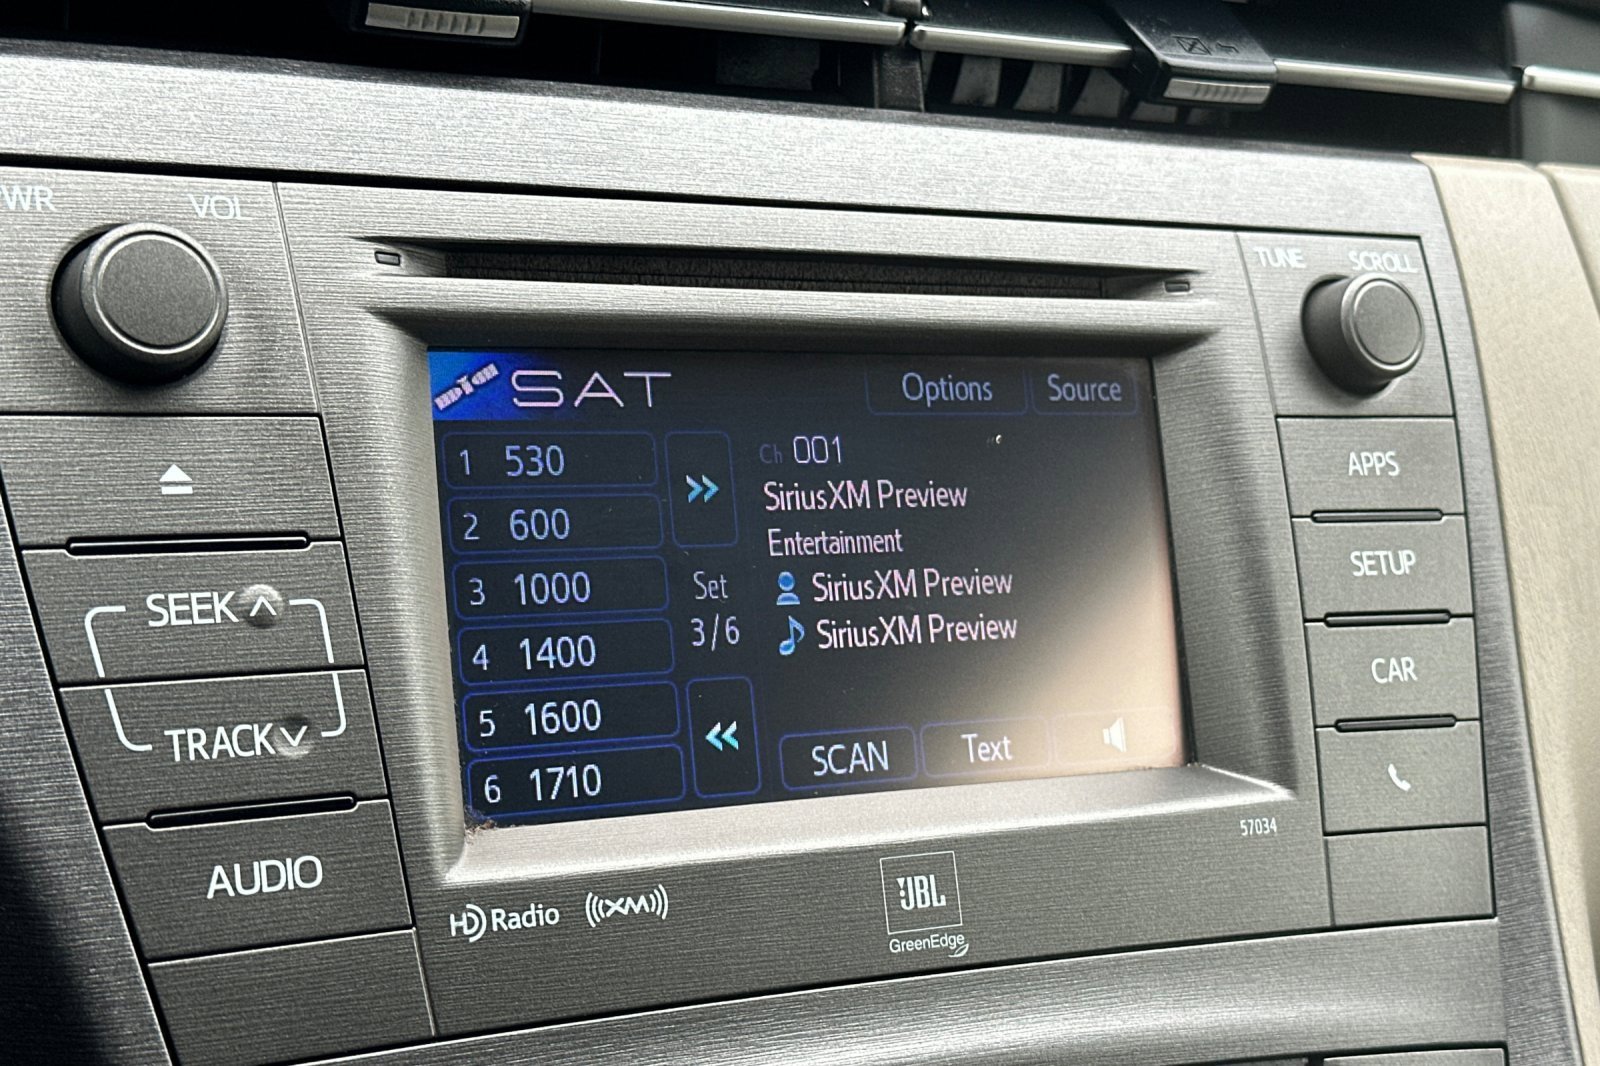 PWR VOL
TUNE SCROLL
SAT
Options
Source
1 530
2 600
3 1000
4 1400
5 1600
6 1710
Set
3/6
Ch 001
SiriusXM Preview
Entertainment
SiriusXM Preview
SiriusXM Preview
SCAN
Text
SEEK
TRACK
AUDIO
APPS
SETUP
CAR
57034
HD Radio
XM
JBL
GreenEdge